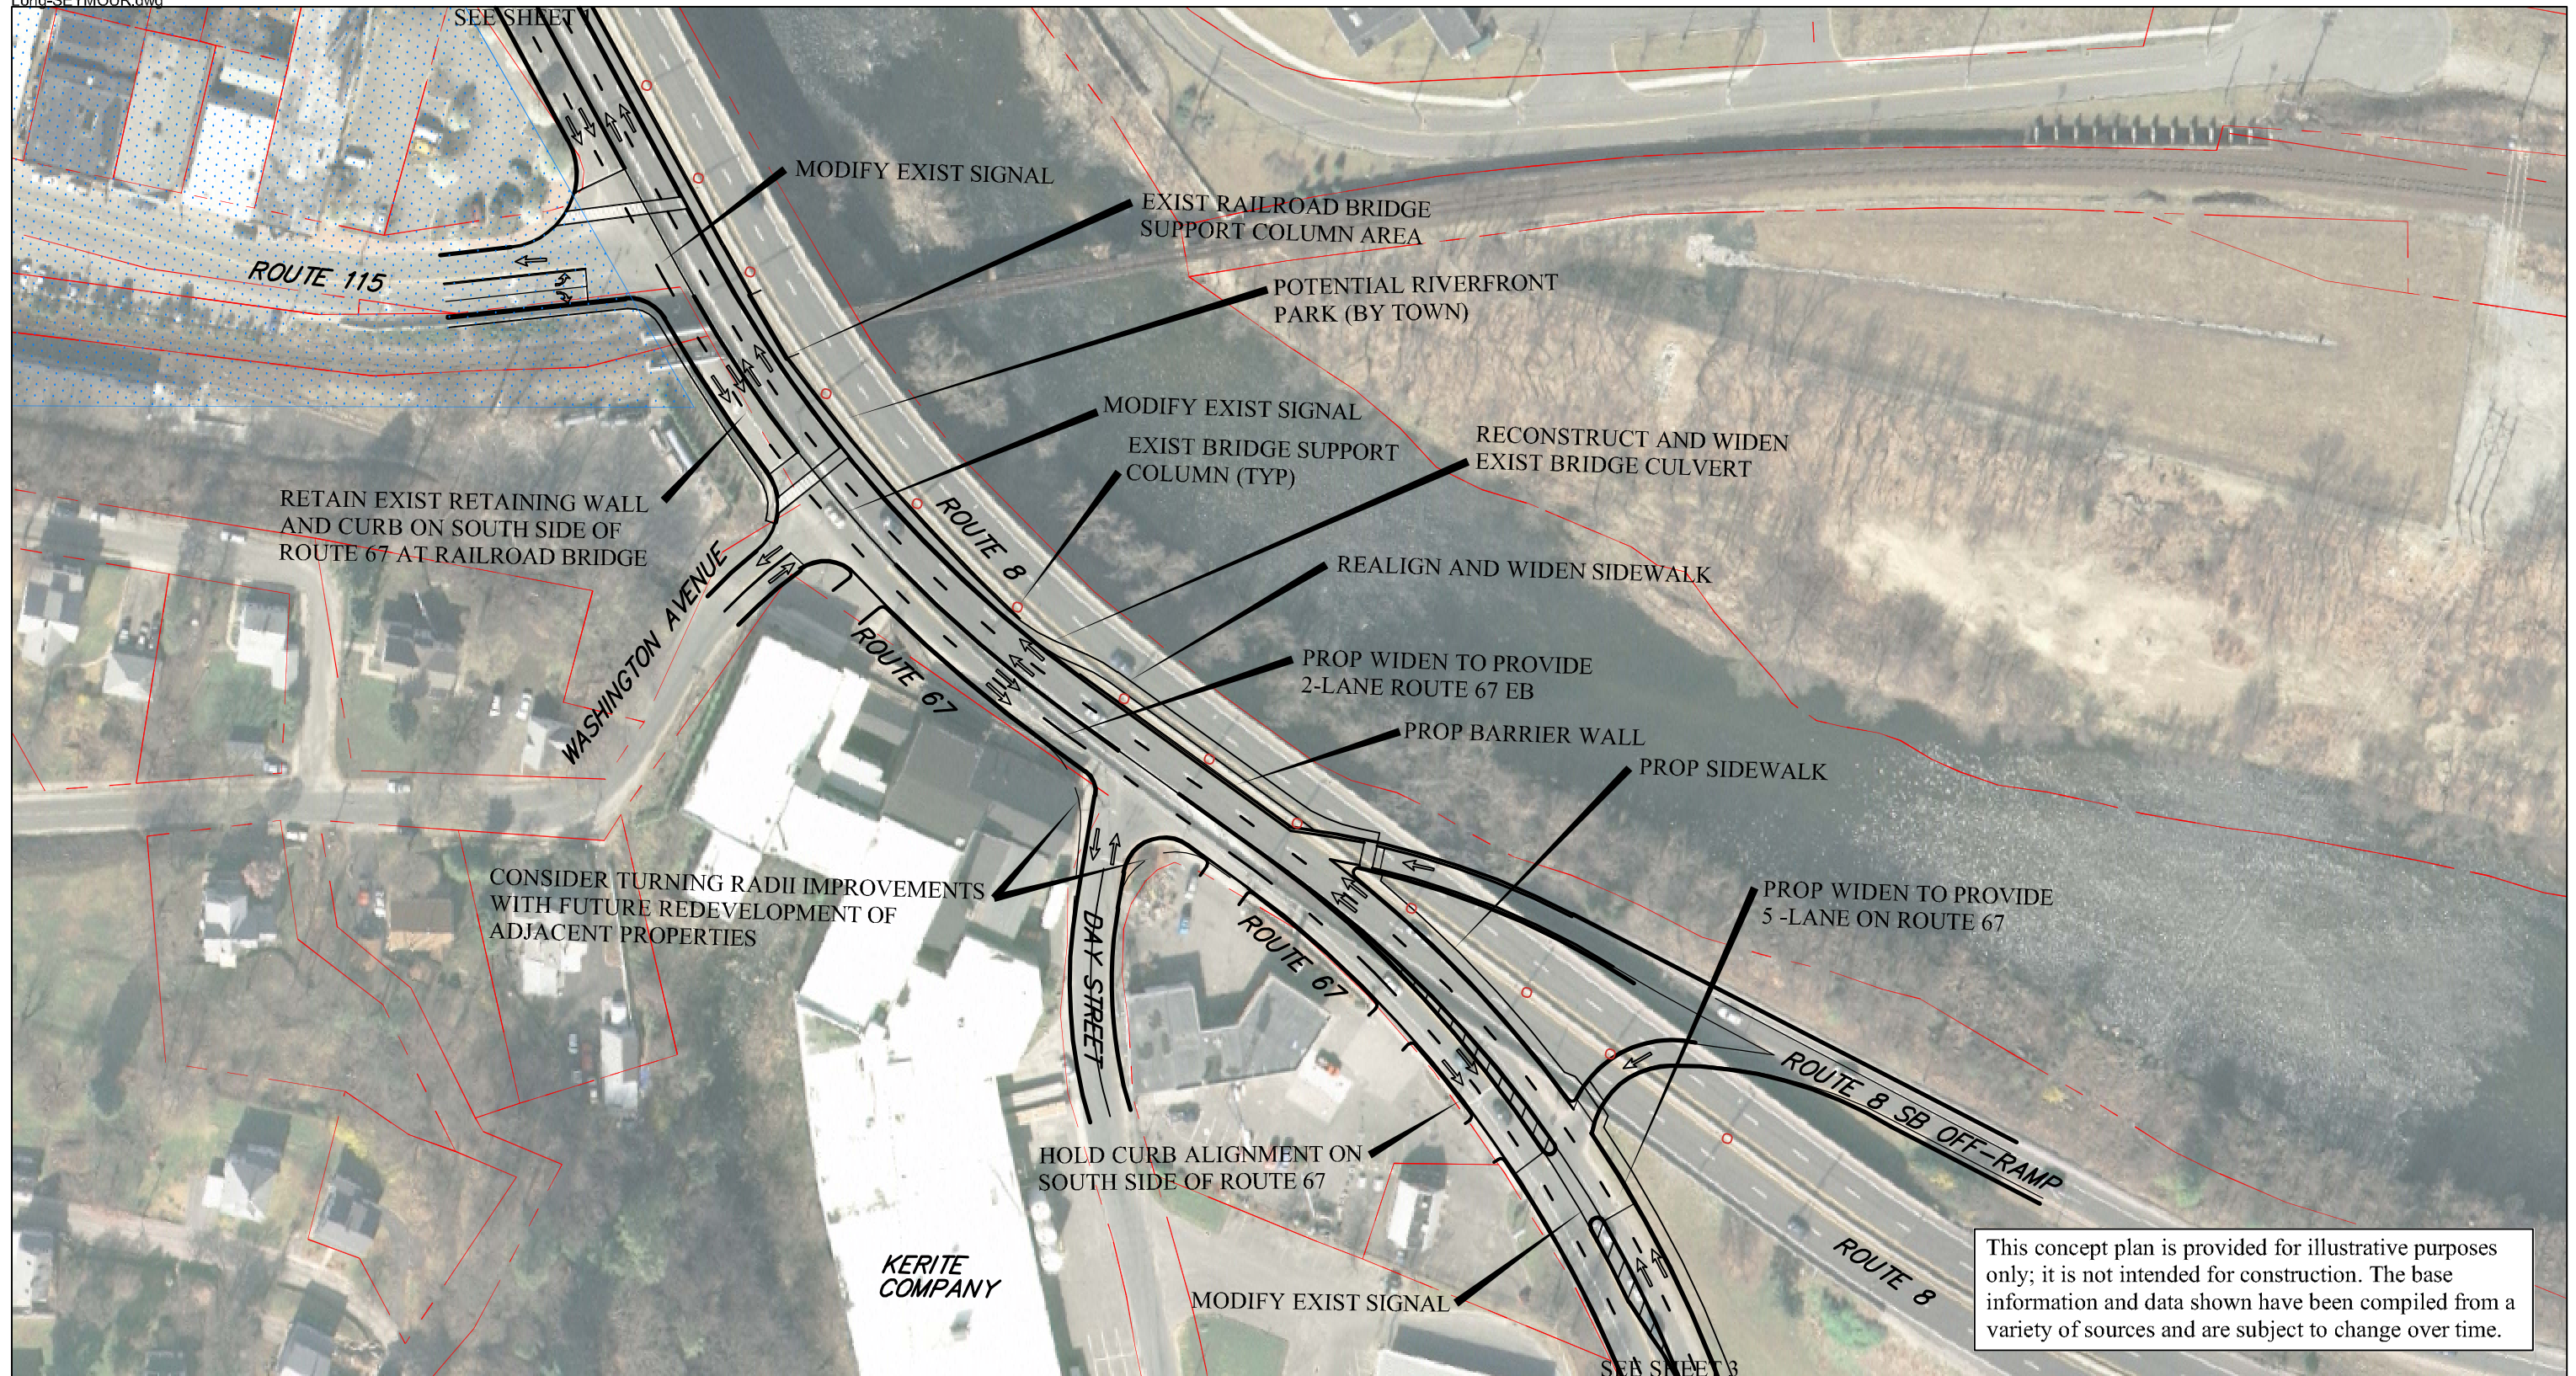 Long-SEYMOUR.dwg
SEE SHEET 1
MODIFY EXIST SIGNAL
EXIST RAILROAD BRIDGE
SUPPORT COLUMN AREA
ROUTE 115
POTENTIAL RIVERFRONT
PARK (BY TOWN)
MODIFY EXIST SIGNAL
EXIST BRIDGE SUPPORT
COLUMN (TYP)
RECONSTRUCT AND WIDEN
EXIST BRIDGE CULVERT
RETAIN EXIST RETAINING WALL
AND CURB ON SOUTH SIDE OF
ROUTE 67 AT RAILROAD BRIDGE
ROUTE 8
REALIGN AND WIDEN SIDEWALK
WASHINGTON AVENUE
ROUTE 67
PROP WIDEN TO PROVIDE
2-LANE ROUTE 67 EB
PROP BARRIER WALL
PROP SIDEWALK
CONSIDER TURNING RADII IMPROVEMENTS
WITH FUTURE REDEVELOPMENT OF
ADJACENT PROPERTIES
PROP WIDEN TO PROVIDE
5 -LANE ON ROUTE 67
DAY STREET
ROUTE 67
ROUTE 8 SB OFF-RAMP
HOLD CURB ALIGNMENT ON
SOUTH SIDE OF ROUTE 67
KERITE
COMPANY
MODIFY EXIST SIGNAL
ROUTE 8
This concept plan is provided for illustrative purposes
only; it is not intended for construction. The base
information and data shown have been compiled from a
variety of sources and are subject to change over time.
SEE SHEET 3